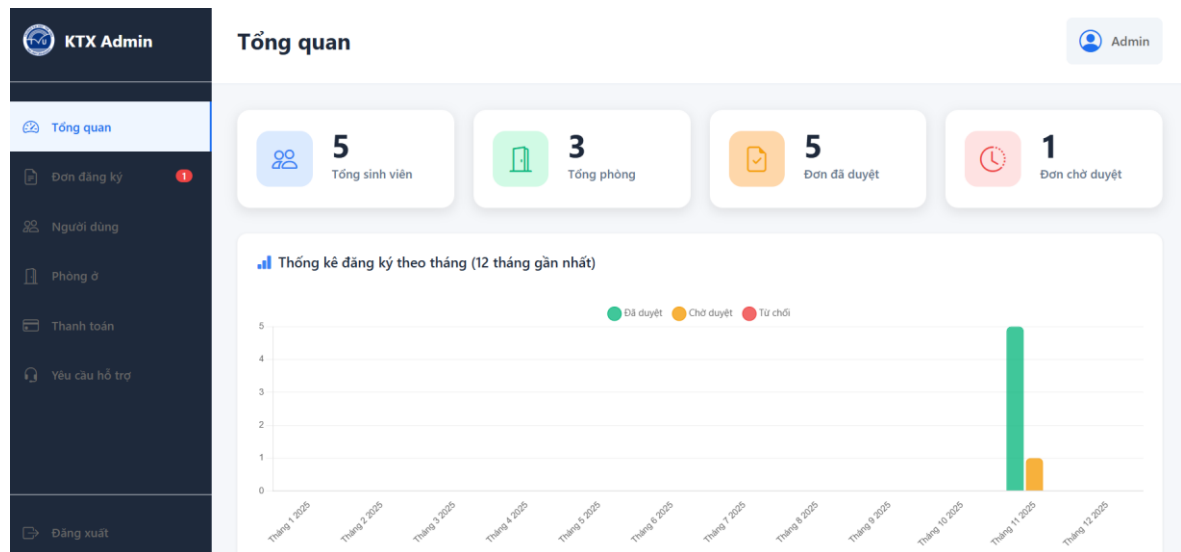 TVU
KTX Admin
Tổng quan
Admin
Tổng quan
Đơn đăng ký 1
Người dùng
Phòng ở
Thanh toán
Yêu cầu hỗ trợ
Đăng xuất
5
Tổng sinh viên
3
Tổng phòng
5
Đơn đã duyệt
1
Đơn chờ duyệt
Thống kê đăng ký theo tháng (12 tháng gần nhất)
Đã duyệt Chờ duyệt Từ chối
5
4
3
2
1
0
Tháng 1 2025
Tháng 2 2025
Tháng 3 2025
Tháng 4 2025
Tháng 5 2025
Tháng 6 2025
Tháng 7 2025
Tháng 8 2025
Tháng 9 2025
Tháng 10 2025
Tháng 11 2025
Tháng 12 2025